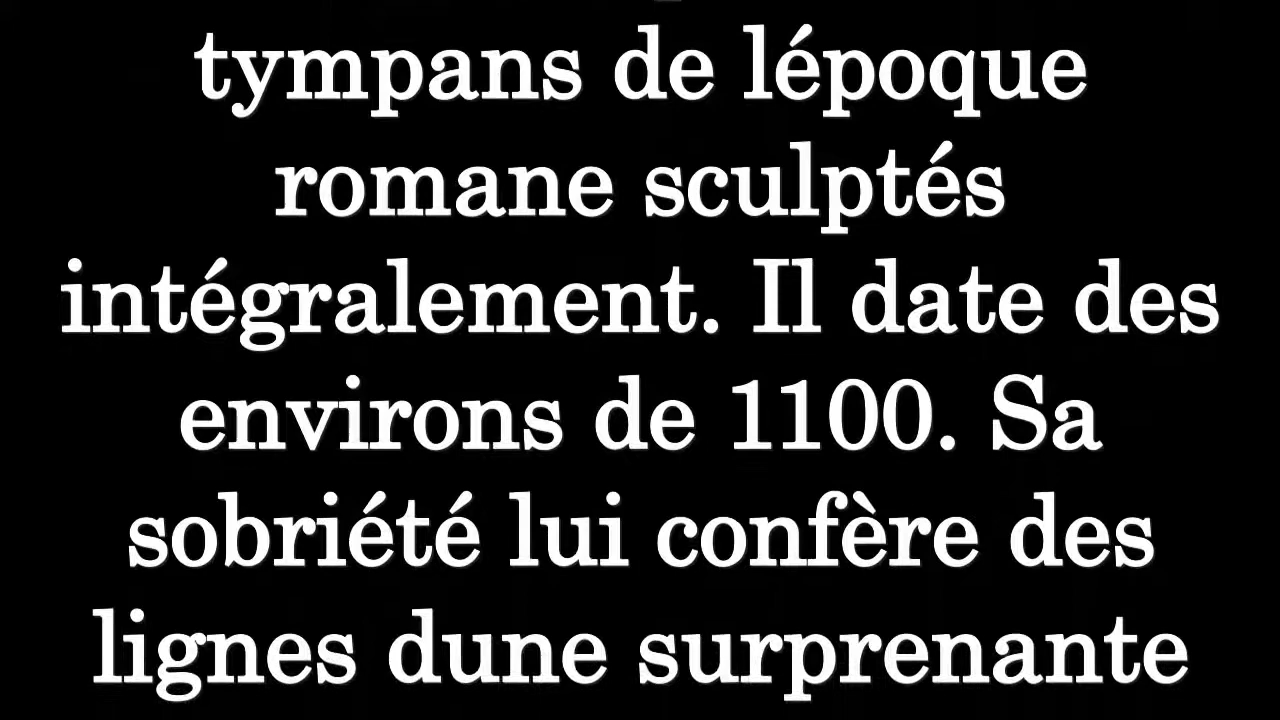 tympans de lépoque
romane sculptés
intégralement. Il date des
environs de 1100. Sa
sobriété lui confère des
lignes dune surprenante